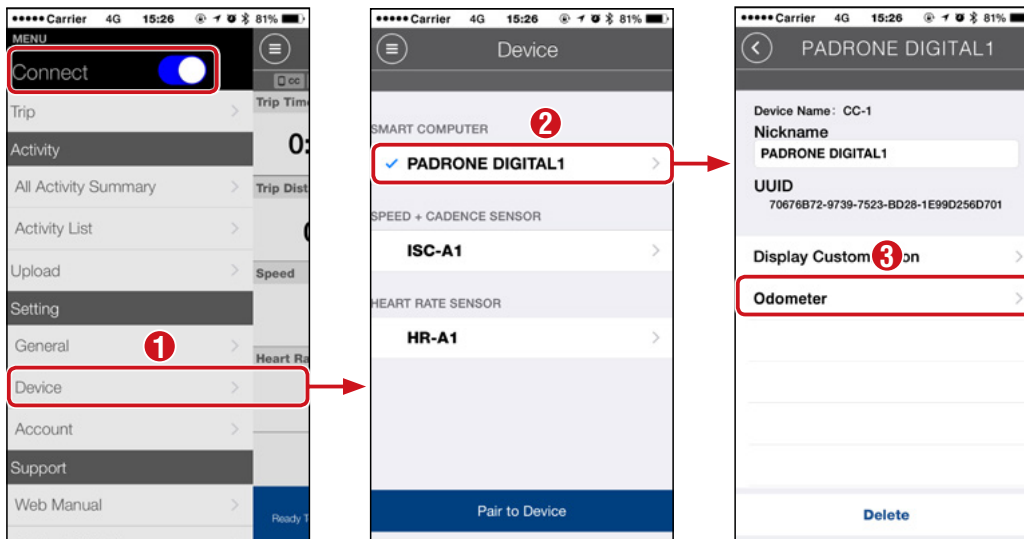 Carrier 4G 15:26 81%
MENU
Connect
Trip
Activity
All Activity Summary
Activity List
Upload
Setting
General
1
Device
Account
Support
Web Manual
cc
Trip Time
0:
Trip Dist
Speed
Heart Ra
Ready T
Carrier 4G 15:26 81%
Device
SMART COMPUTER
2
PADRONE DIGITAL1
SPEED + CADENCE SENSOR
ISC-A1
HEART RATE SENSOR
HR-A1
Pair to Device
Carrier 4G 15:26 81%
PADRONE DIGITAL1
Device Name: CC-1
Nickname
PADRONE DIGITAL1
UUID
70676B72-9739-7523-BD28-1E99D256D701
Display Custom on
3
Odometer
Delete